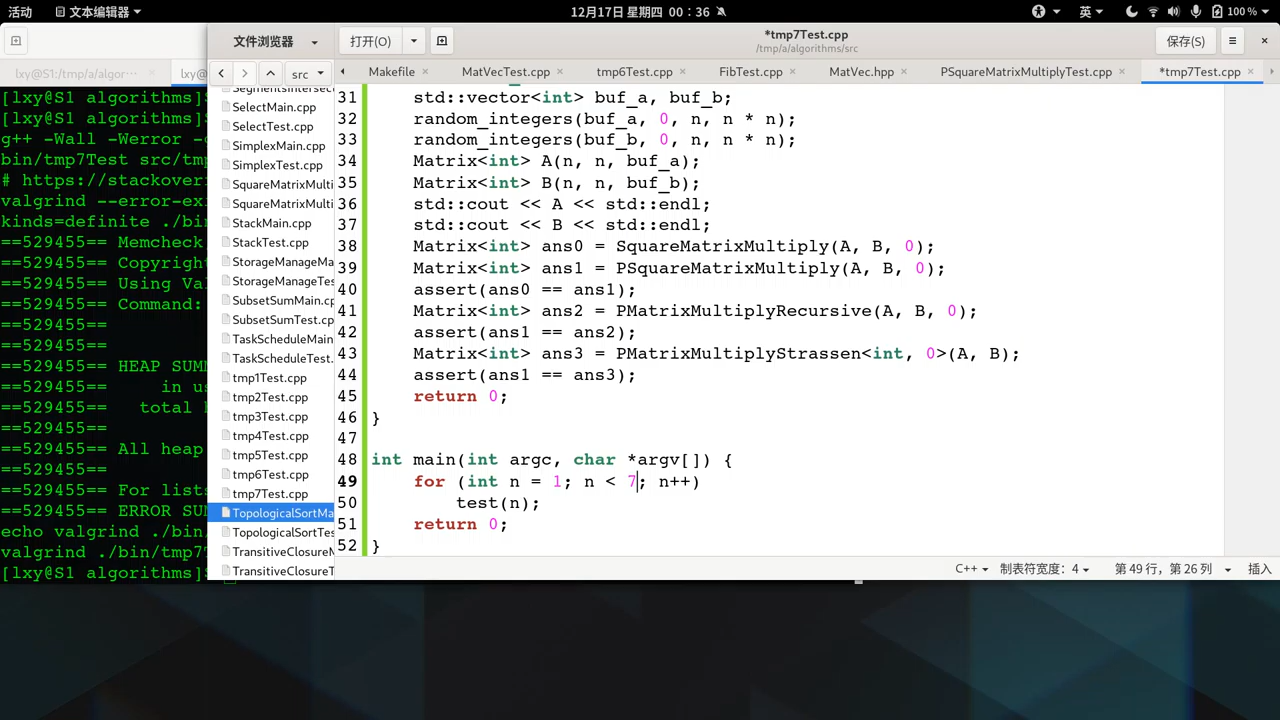 活动 文本编辑器 12月17日 星期四 00：36 英 100 %
文件浏览器 打开(O) *tmp7Test.cpp 保存(S)
/tmp/a/algorithms/src
lxy@S1:/tmp/a/algor… src Makefile MatVecTest.cpp tmp6Test.cpp FibTest.cpp MatVec.hpp PSquareMatrixMultiplyTest.cpp *tmp7Test.cpp
[lxy@S1 algorithms]
[lxy@S1 algorithms]
g++ -Wall -Werror -
bin/tmp7Test src/tm
# https://stackover
valgrind --error-ex
kinds=definite ./bi
==529455== Memcheck
==529455== Copyrigh
==529455== Using Va
==529455== Command:
==529455==
==529455==
==529455== HEAP SUM
==529455== in u
==529455== total
==529455==
==529455== All heap
==529455==
==529455== For list
==529455== ERROR SU
echo valgrind ./bin
valgrind ./bin/tmp7
[lxy@S1 algorithms]
SelectMain.cpp
SelectTest.cpp
SimplexMain.cpp
SimplexTest.cpp
SquareMatrixMulti
SquareMatrixMulti
StackMain.cpp
StackTest.cpp
StorageManageMa
StorageManageTes
SubsetSumMain.c
SubsetSumTest.cp
TaskScheduleMain
TaskScheduleTest.
tmp1Test.cpp
tmp2Test.cpp
tmp3Test.cpp
tmp4Test.cpp
tmp5Test.cpp
tmp6Test.cpp
tmp7Test.cpp
TopologicalSortMa
TopologicalSortTes
TransitiveClosureM
TransitiveClosureT
31 std::vector<int> buf_a, buf_b;
32 random_integers(buf_a, 0, n, n * n);
33 random_integers(buf_b, 0, n, n * n);
34 Matrix<int> A(n, n, buf_a);
35 Matrix<int> B(n, n, buf_b);
36 std::cout << A << std::endl;
37 std::cout << B << std::endl;
38 Matrix<int> ans0 = SquareMatrixMultiply(A, B, 0);
39 Matrix<int> ans1 = PSquareMatrixMultiply(A, B, 0);
40 assert(ans0 == ans1);
41 Matrix<int> ans2 = PMatrixMultiplyRecursive(A, B, 0);
42 assert(ans1 == ans2);
43 Matrix<int> ans3 = PMatrixMultiplyStrassen<int, 0>(A, B);
44 assert(ans1 == ans3);
45 return 0;
46 }
47
48 int main(int argc, char *argv[]) {
49 for (int n = 1; n < 7; n++)
50 test(n);
51 return 0;
52 }
C++ 制表符宽度：4 第 49 行，第 26 列 插入